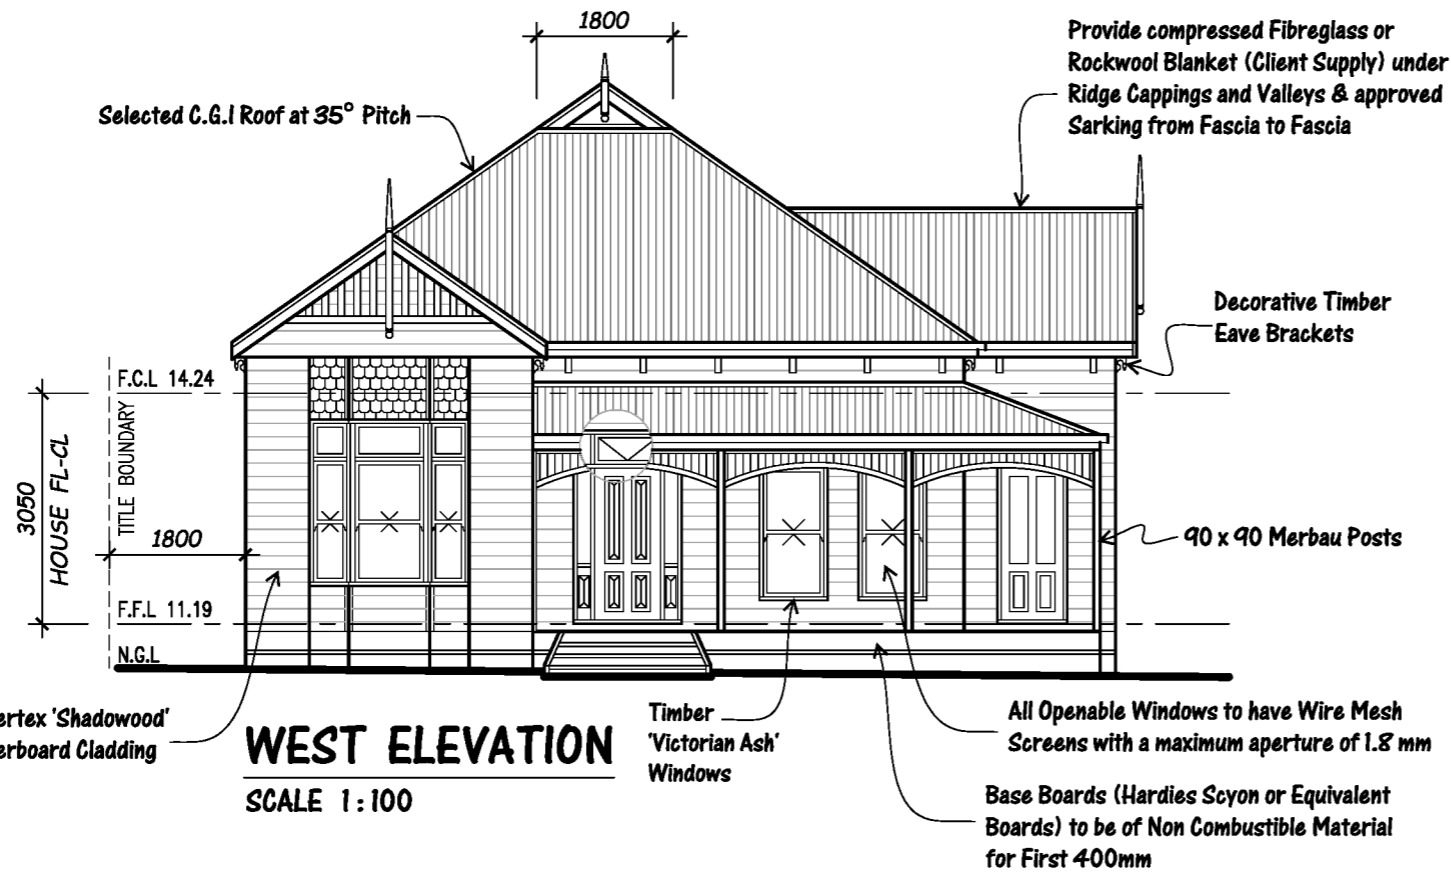 1800
Provide compressed Fibreglass or
Rockwool Blanket (Client Supply) under
Ridge Cappings and Valleys & approved
Sarking from Fascia to Fascia
Selected C.G.I Roof at 35° Pitch
Decorative Timber
Eave Brackets
F.C.L 14.24
TITLE BOUNDARY
3050
HOUSE FL-CL
1800
90 x 90 Merbau Posts
F.F.L 11.19
N.G.L
'Shadowood'
Cladding
WEST ELEVATION
SCALE 1:100
Timber
'Victorian Ash'
Windows
All Openable Windows to have Wire Mesh
Screens with a maximum aperture of 1.8 mm
Base Boards (Hardies Scyon or Equivalent
Boards) to be of Non Combustible Material
for First 400mm